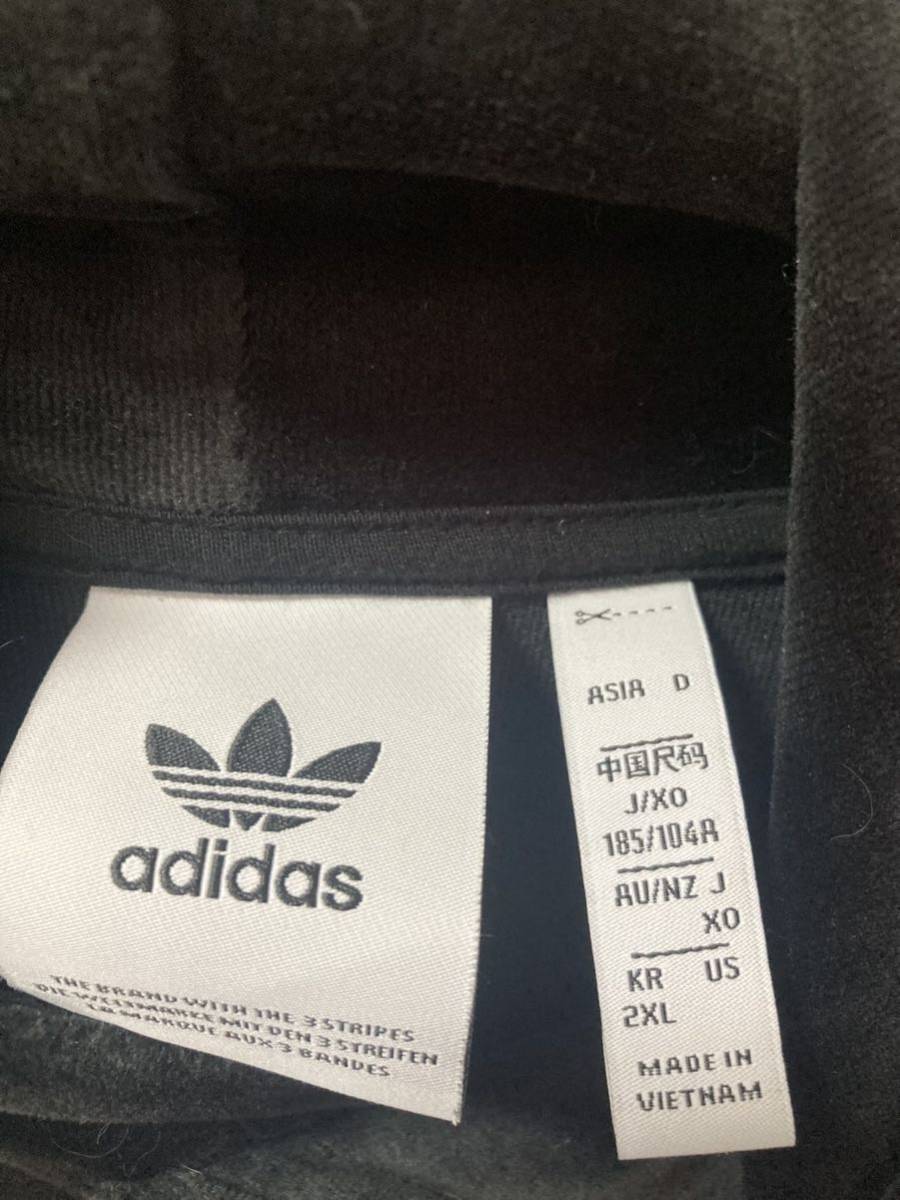 adidas
THE BRAND WITH THE 3 STRIPES
DIE WELTMARKE MIT DEN 3 STREIFEN
LA MARQUE AUX 3 BANDES
ASIA D
中国尺码
J/XO
185/104A
AU/NZ J
XO
KR US
2XL
MADE IN
VIETNAM